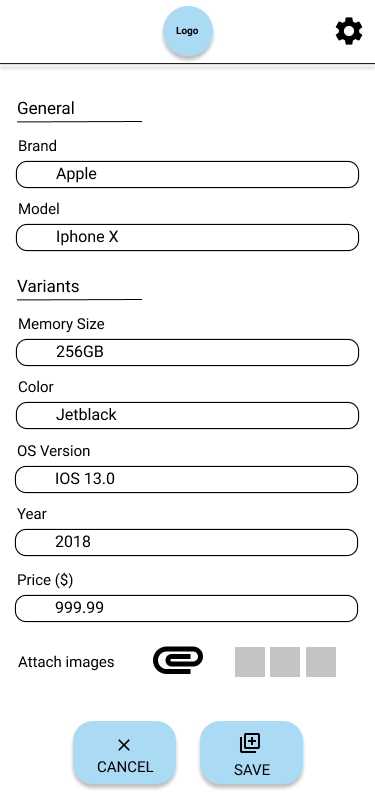 Logo
General
Brand
Apple
Model
Iphone X
Variants
Memory Size
256GB
Color
Jetblack
OS Version
IOS 13.0
Year
2018
Price ($)
999.99
Attach images
CANCEL
SAVE